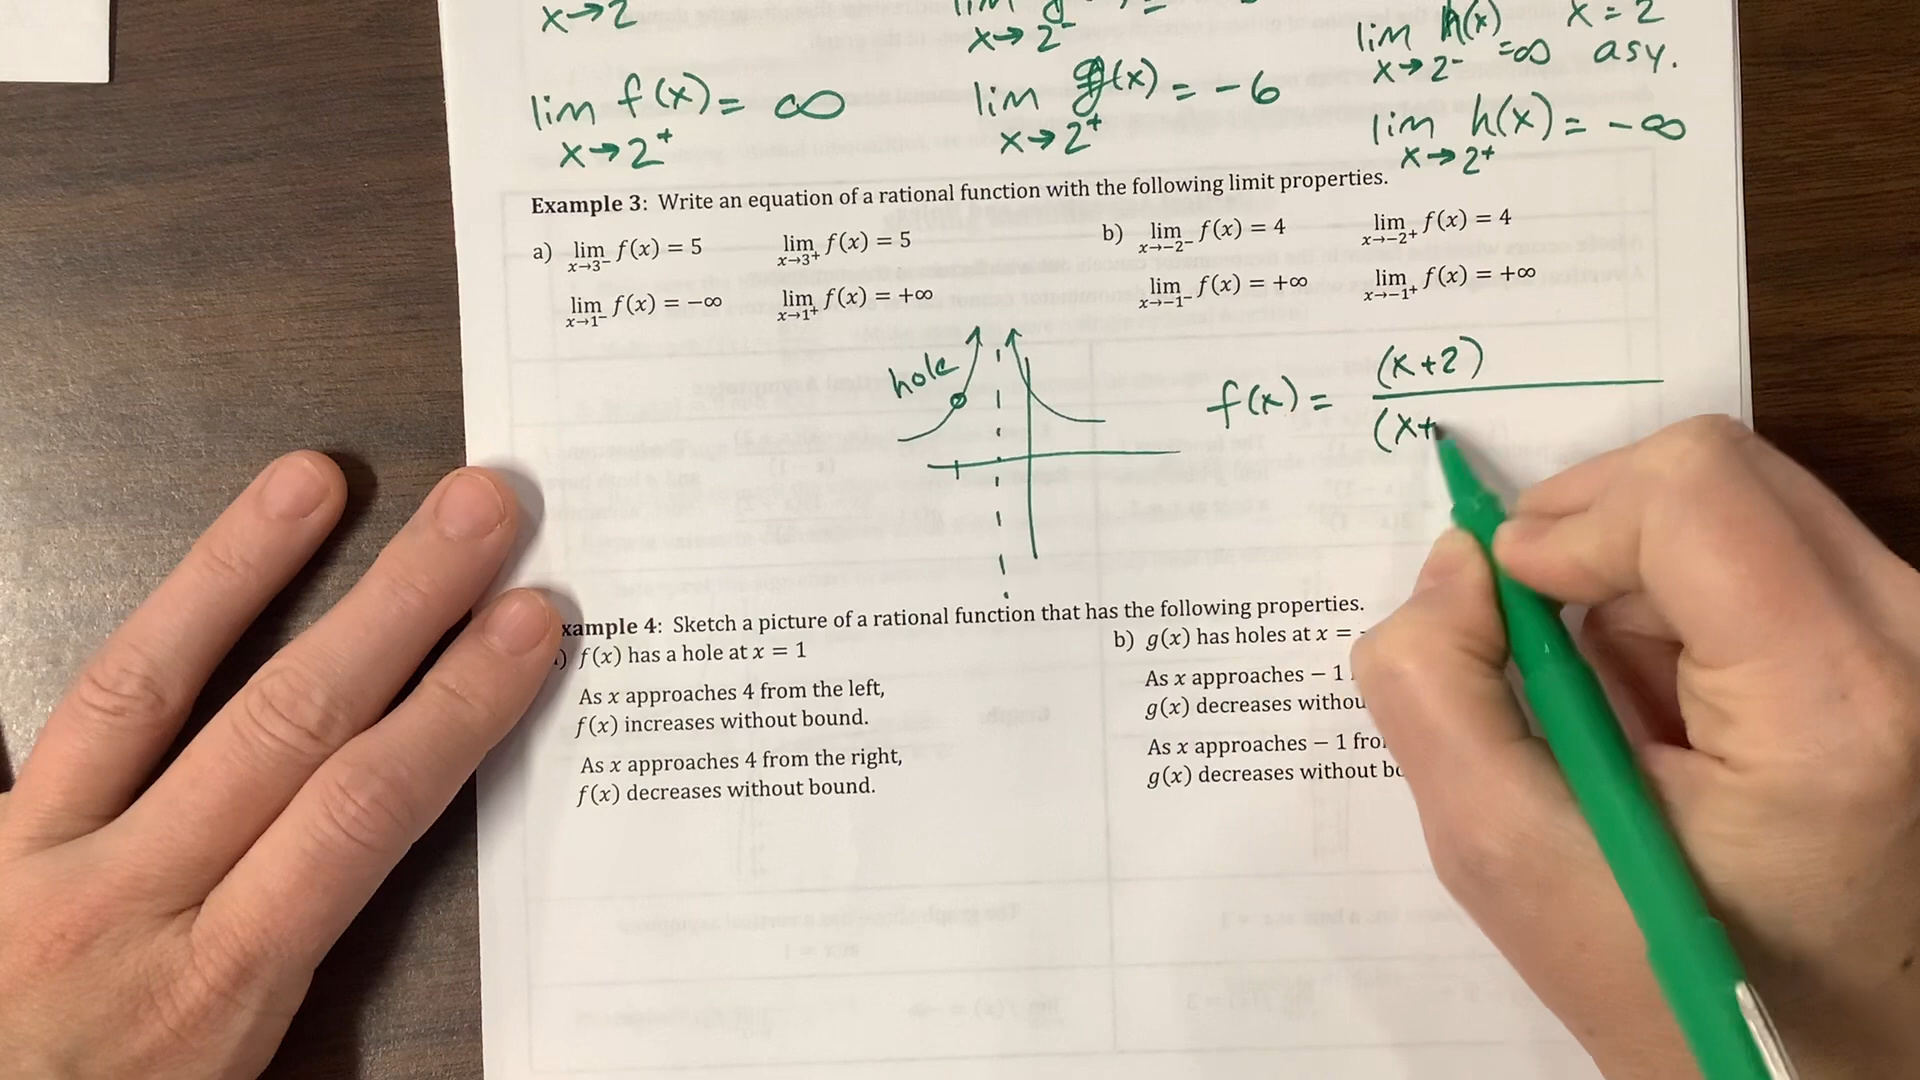 x→2
x→2⁻
lim h(x) = ∞ x = 2 asy.
x→2⁻
lim f(x) = ∞
x→2⁺
lim g(x) = -6
x→2⁺
lim h(x) = -∞
x→2⁺
Example 3: Write an equation of a rational function with the following limit properties.
a) lim f(x) = 5 lim f(x) = 5
x→3⁻ x→3⁺
lim f(x) = −∞ lim f(x) = +∞
x→1⁻ x→1⁺
b) lim f(x) = 4 lim f(x) = 4
x→−2⁻ x→−2⁺
lim f(x) = +∞ lim f(x) = +∞
x→−1⁻ x→−1⁺
hole
f(x) = (x+2)
(x+
xample 4: Sketch a picture of a rational function that has the following properties.
) f(x) has a hole at x = 1
As x approaches 4 from the left,
f(x) increases without bound.
As x approaches 4 from the right,
f(x) decreases without bound.
b) g(x) has holes at x =
As x approaches − 1
g(x) decreases
As x approaches − 1
g(x) decreases without